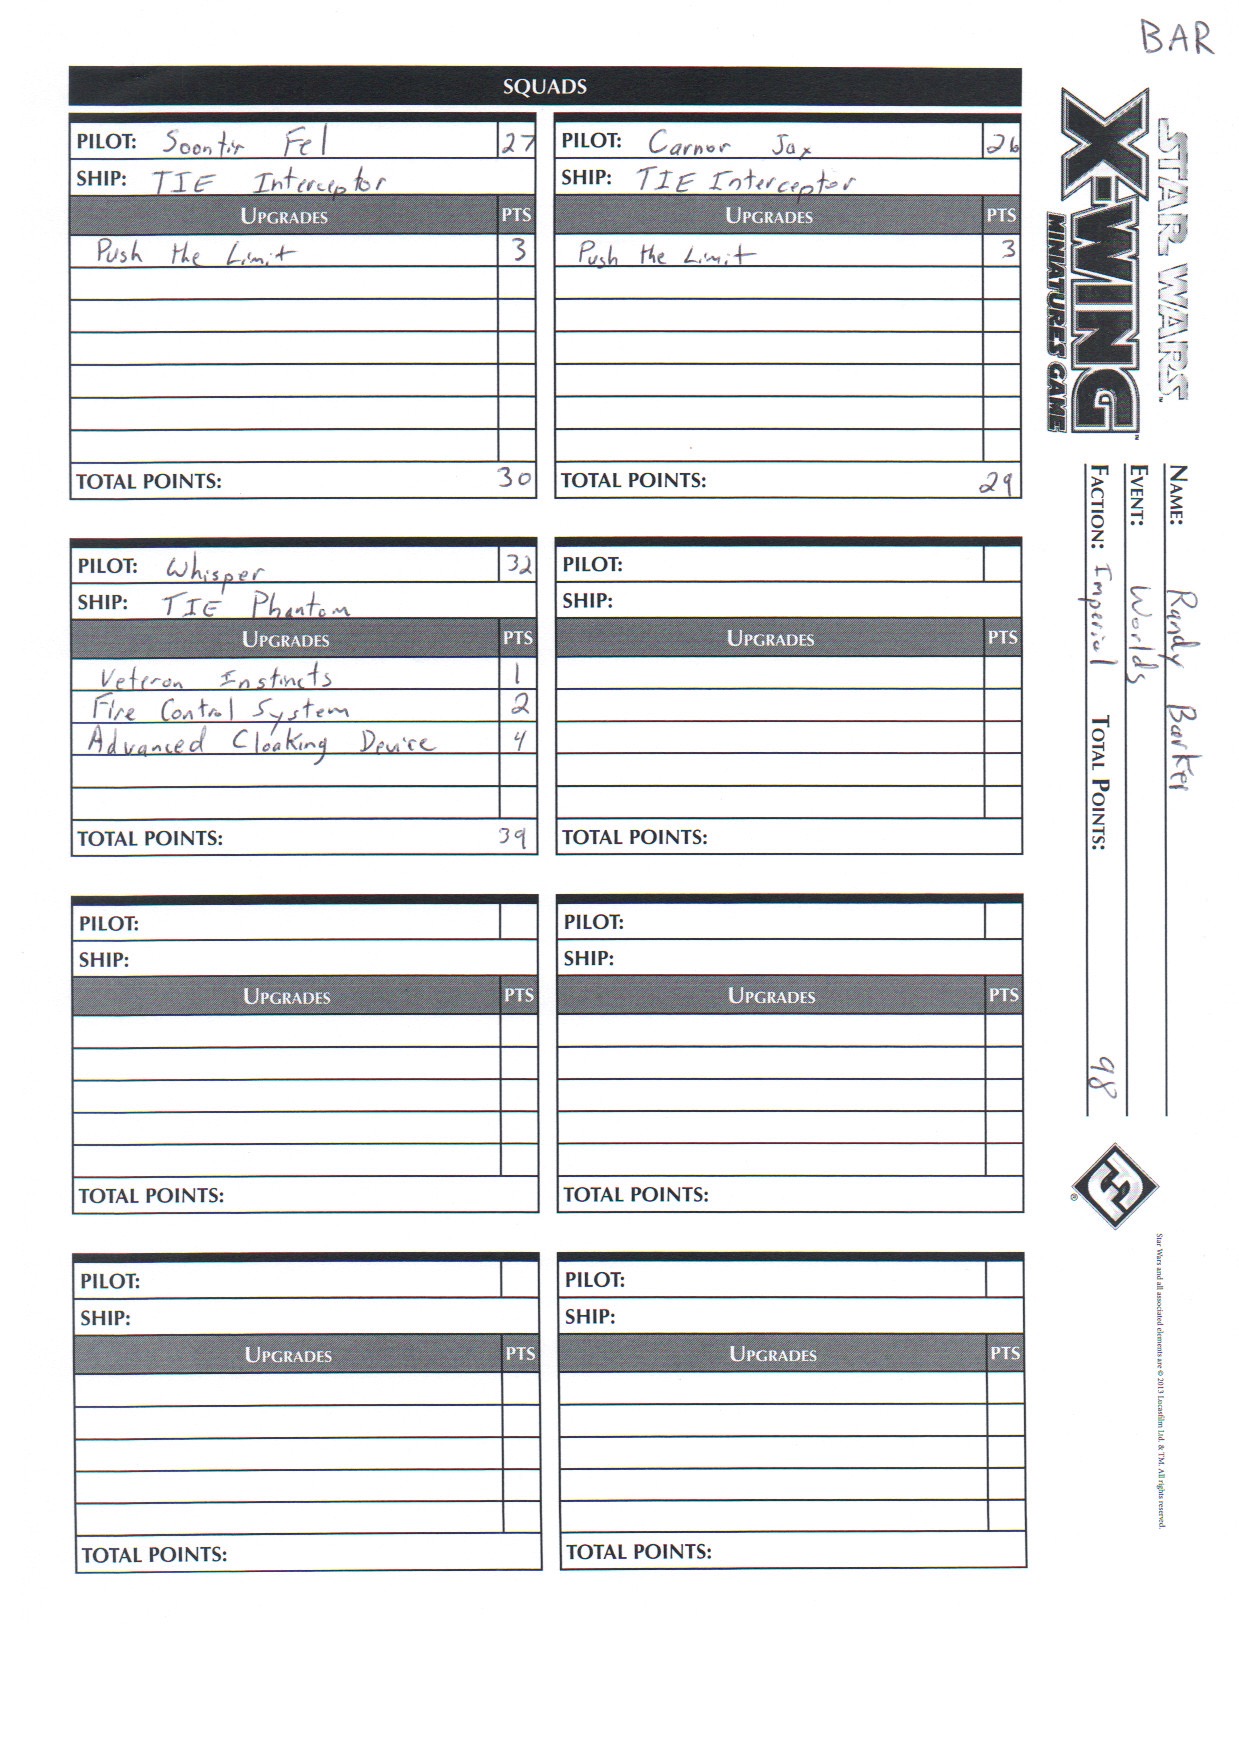 BAR
SQUADS
PILOT: Soontir Fel 27
SHIP: TIE Interceptor
UPGRADES PTS
Push the Limit 3
TOTAL POINTS: 30
PILOT: Carnor Jax 26
SHIP: TIE Interceptor
UPGRADES PTS
Push the Limit 3
TOTAL POINTS: 29
PILOT: Whisper 32
SHIP: TIE Phantom
UPGRADES PTS
Veteran Instincts 1
Fire Control System 2
Advanced Cloaking Device 4
TOTAL POINTS: 39
PILOT:
SHIP:
UPGRADES PTS
TOTAL POINTS:
PILOT:
SHIP:
UPGRADES PTS
TOTAL POINTS:
PILOT:
SHIP:
UPGRADES PTS
TOTAL POINTS:
PILOT:
SHIP:
UPGRADES PTS
TOTAL POINTS:
PILOT:
SHIP:
UPGRADES PTS
TOTAL POINTS:
STAR WARS™
X-WING™
MINIATURES GAME
NAME: Randy Barker
EVENT: Worlds
FACTION: Imperial TOTAL POINTS: 98
Star Wars and all associated elements are © 2013 Lucasfilm Ltd. & TM. All rights reserved.